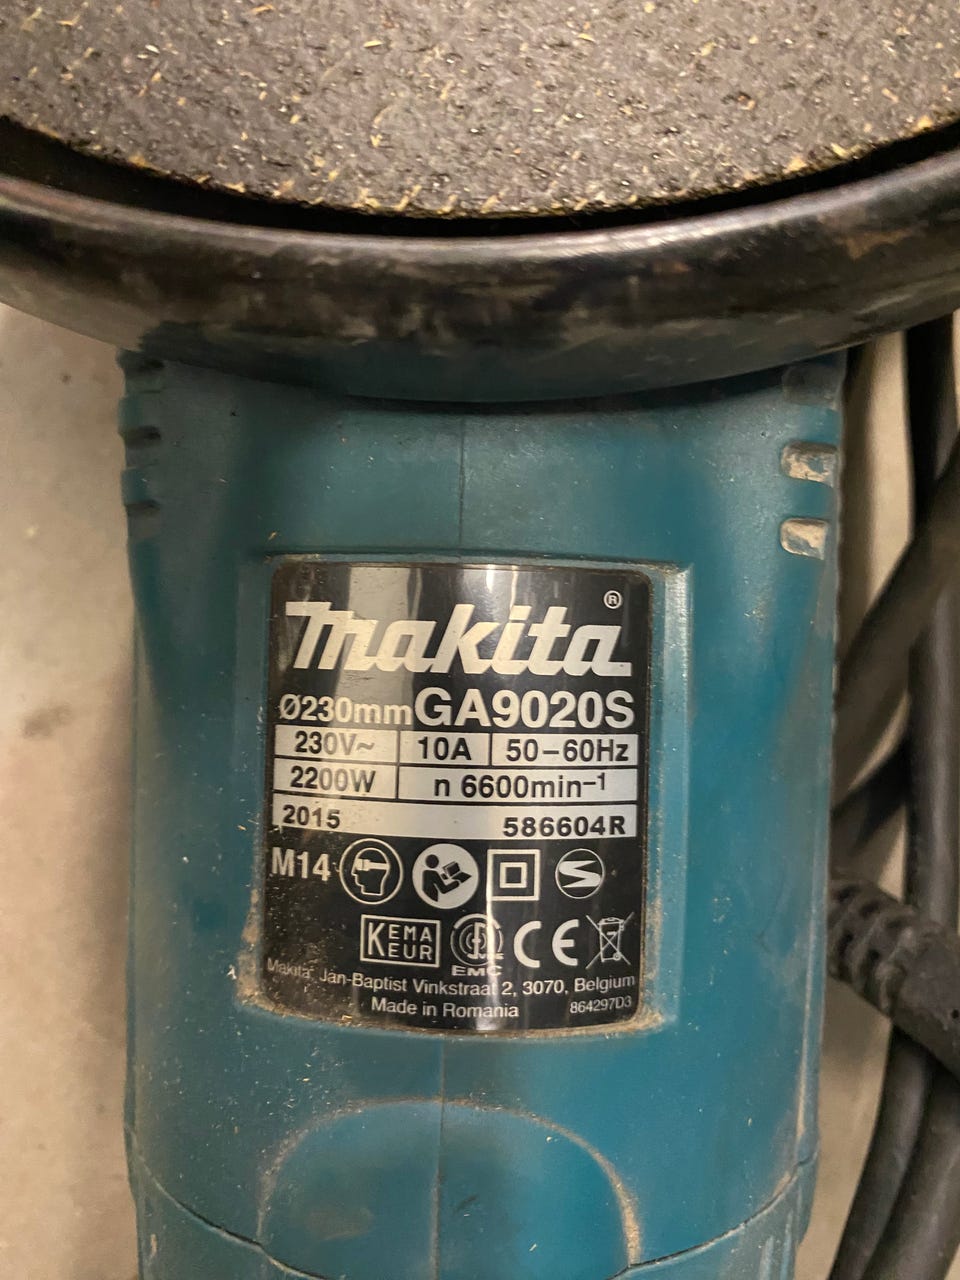 makita®
Ø230mm GA9020S
230V~ 10A 50-60Hz
2200W n 6600min-1
2015 586604R
M14
KEMA
KEUR
CE
EMC
Makita Jan-Baptist Vinkstraat 2, 3070, Belgium
Made in Romania 864297D3